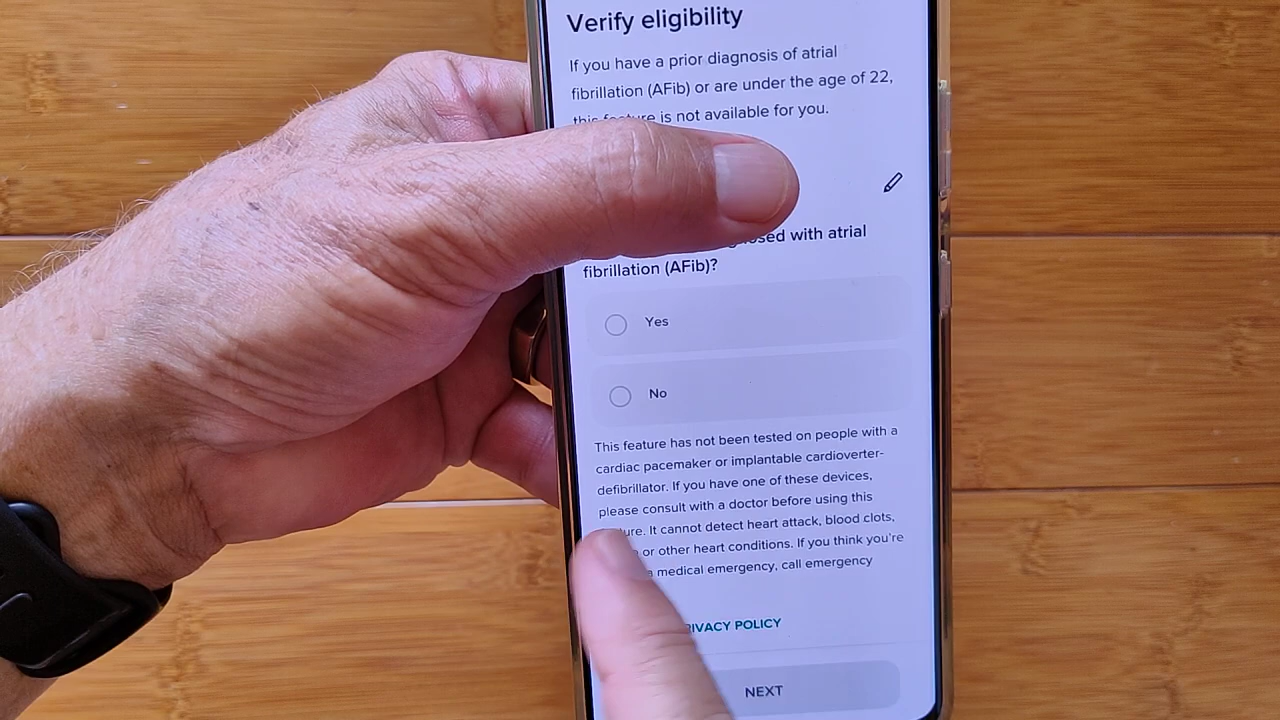 Verify eligibility
If you have a prior diagnosis of atrial
fibrillation (AFib) or are under the age of 22,
this feature is not available for you.
with atrial
fibrillation (AFib)?
Yes
No
This feature has not been tested on people with a
cardiac pacemaker or implantable cardioverter-
defibrillator. If you have one of these devices,
please consult with a doctor before using this
It cannot detect heart attack, blood clots,
or other heart conditions. If you think you're
a medical emergency, call emergency
POLICY
NEXT